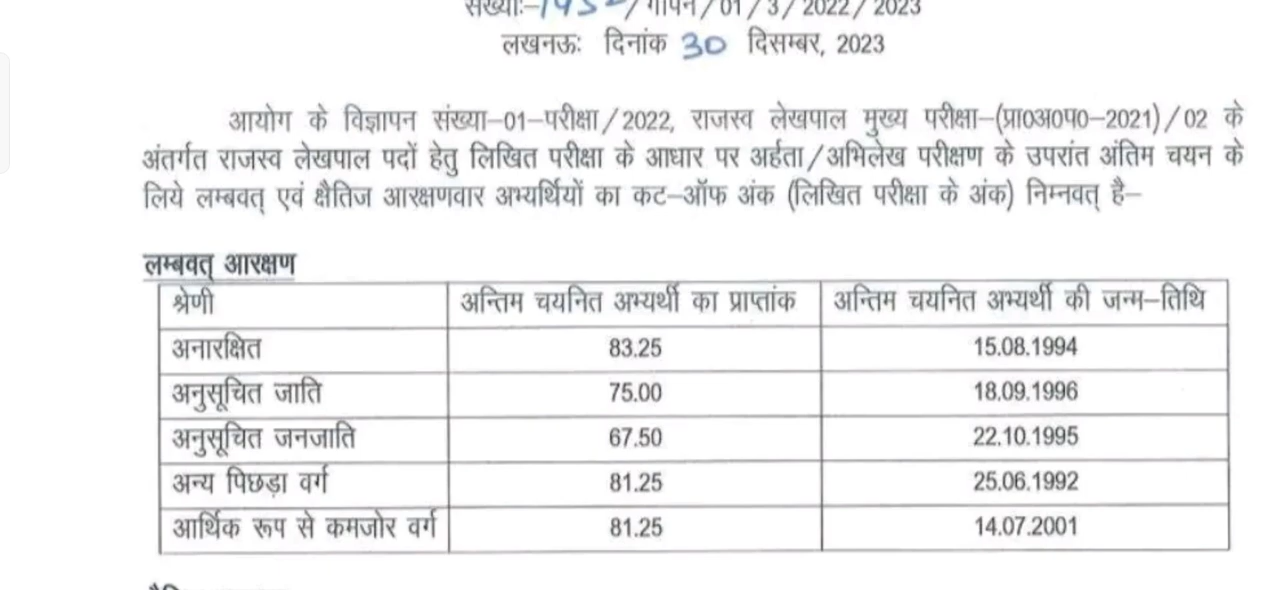 लखनऊः दिनांक 30 दिसम्बर, 2023
आयोग के विज्ञापन संख्या–01–परीक्षा/2022, राजस्व लेखपाल मुख्य परीक्षा–(प्रा0अ0प0–2021)/02 के
अंतर्गत राजस्व लेखपाल पदों हेतु लिखित परीक्षा के आधार पर अर्हता/अभिलेख परीक्षण के उपरांत अंतिम चयन के
लिये लम्बवत् एवं क्षैतिज आरक्षणवार अभ्यर्थियों का कट–ऑफ अंक (लिखित परीक्षा के अंक) निम्नवत् है–
लम्बवत् आरक्षण
श्रेणी अन्तिम चयनित अभ्यर्थी का प्राप्तांक अन्तिम चयनित अभ्यर्थी की जन्म–तिथि
अनारक्षित 83.25 15.08.1994
अनुसूचित जाति 75.00 18.09.1996
अनुसूचित जनजाति 67.50 22.10.1995
अन्य पिछड़ा वर्ग 81.25 25.06.1992
आर्थिक रूप से कमजोर वर्ग 81.25 14.07.2001